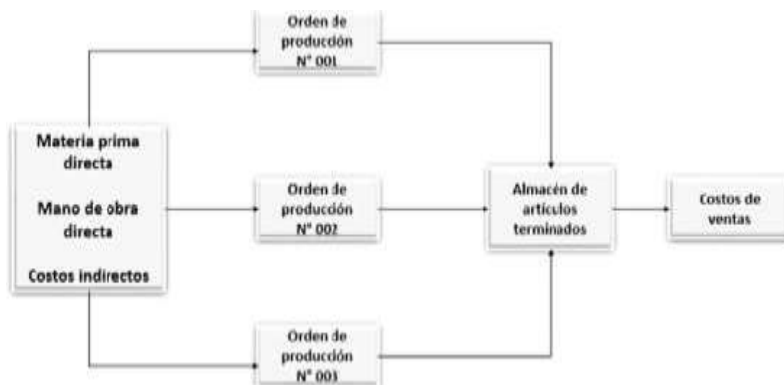 Orden de
producción
N° 001
Materia prima
directa
Mano de obra
directa
Costos indirectos
Orden de
producción
N° 002
Almacén de
artículos
terminados
Costos de
ventas
Orden de
producción
N° 003